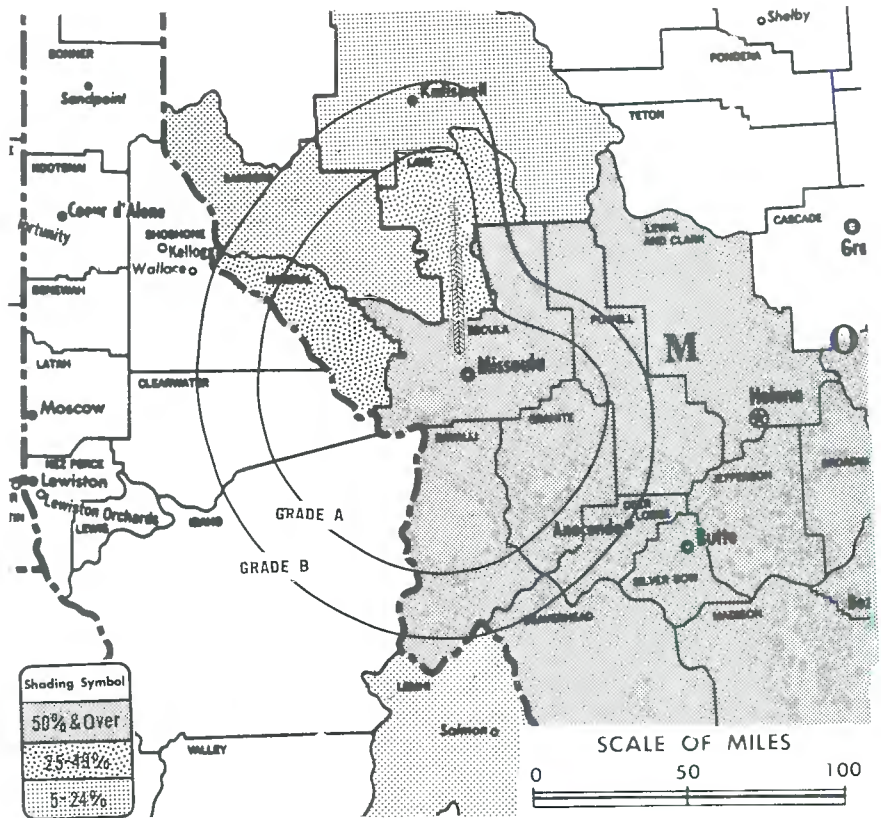 Shelby
BONNER
PONDERA
Sandpoint
Kalispell
TETON
KOOTENAI
LAKE
SANDERS
Coeur d'Alene
CASCADE
LEWIS
AND CLARK
SHOSHONE
Kellogg
Wallace
MINERAL
BENEWAH
POWELL
M
O
LATAH
Missoula
CLEARWATER
Helena
Moscow
GRANITE
RAVALLI
NEZ PERCE
JEFFERSON
Lewiston
Lewiston Orchards
LEWIS
IDAHO
GRADE A
DEER
LODGE
Anaconda
Butte
GRADE B
SILVER BOW
BEAVERHEAD
MADISON
LEMHI
Shading Symbol
50% & Over
25-49%
5-24%
Salmon
VALLEY
SCALE OF MILES
0 50 100